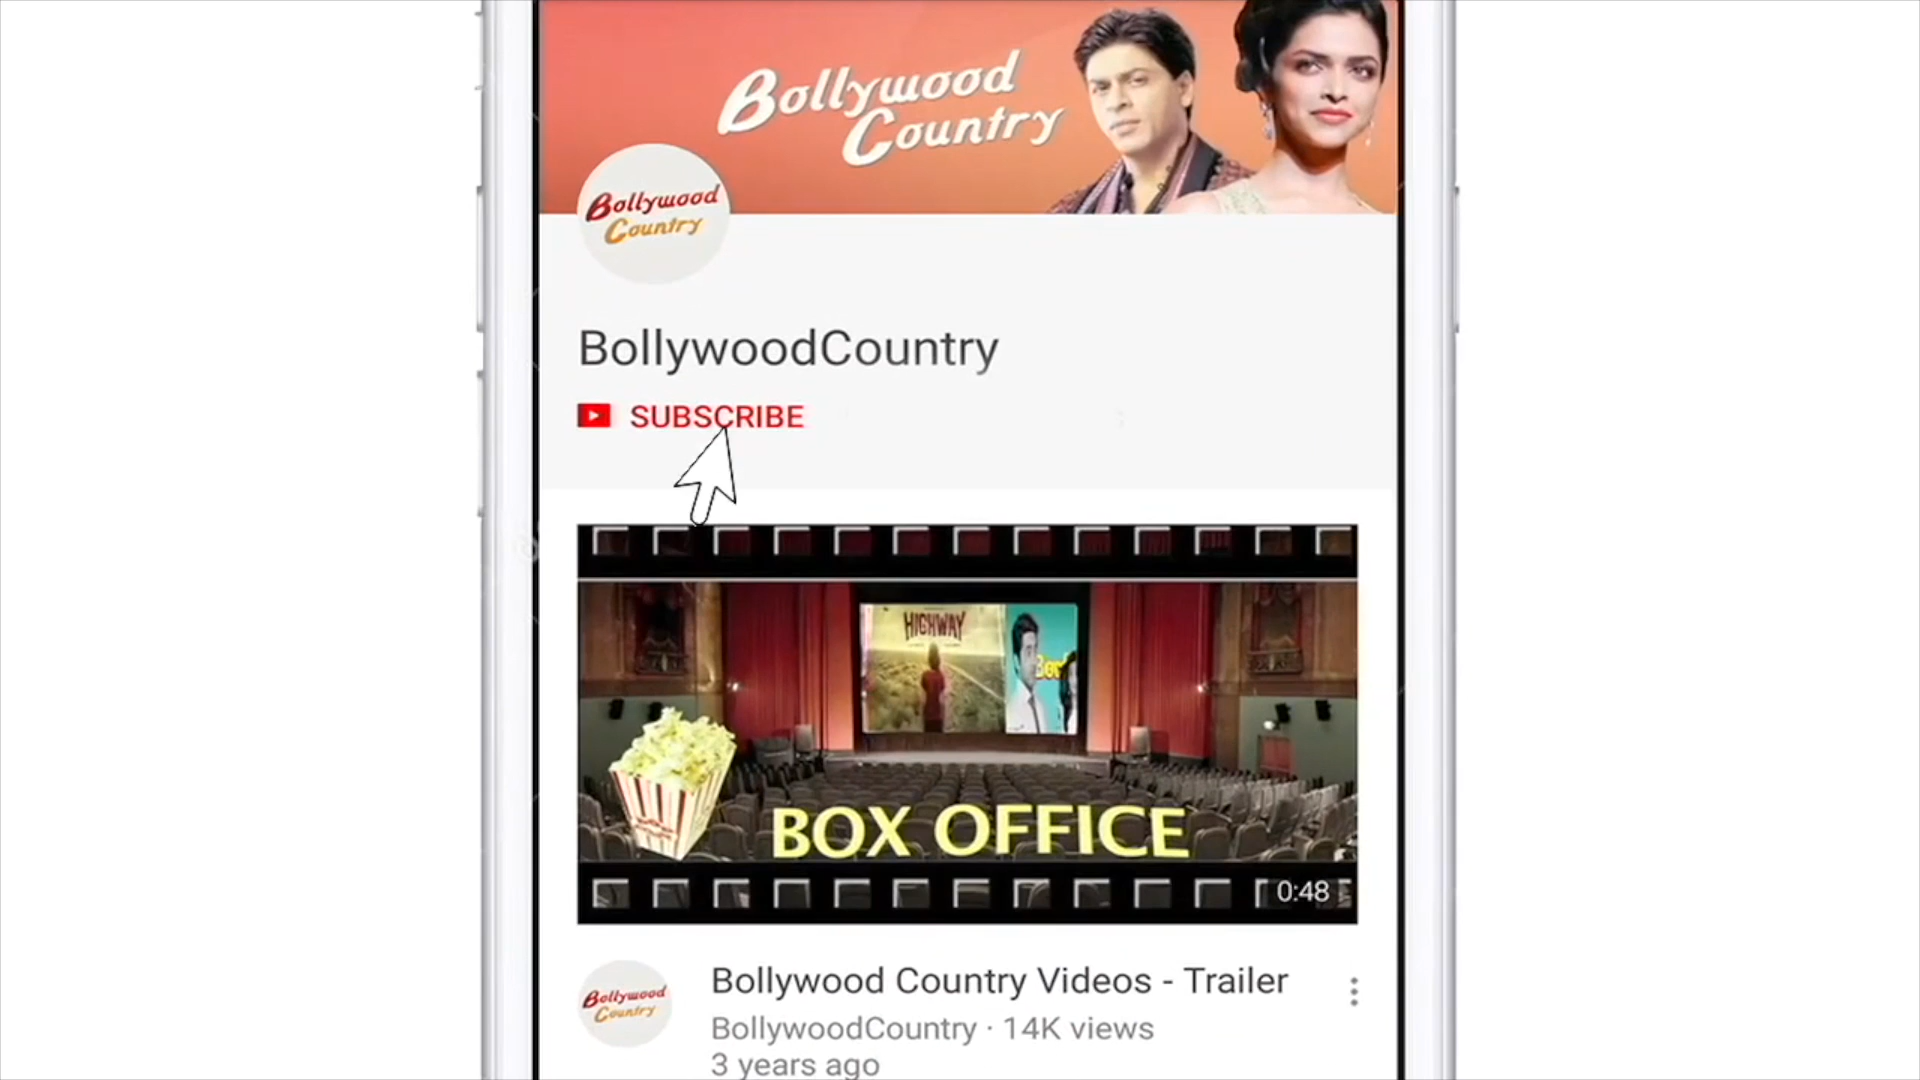 Bollywood
Country
Bollywood
Country
BollywoodCountry
SUBSCRIBE
HIGHWAY
BOX OFFICE
0:48
Bollywood
Country
Bollywood Country Videos - Trailer
BollywoodCountry · 14K views
3 years ago